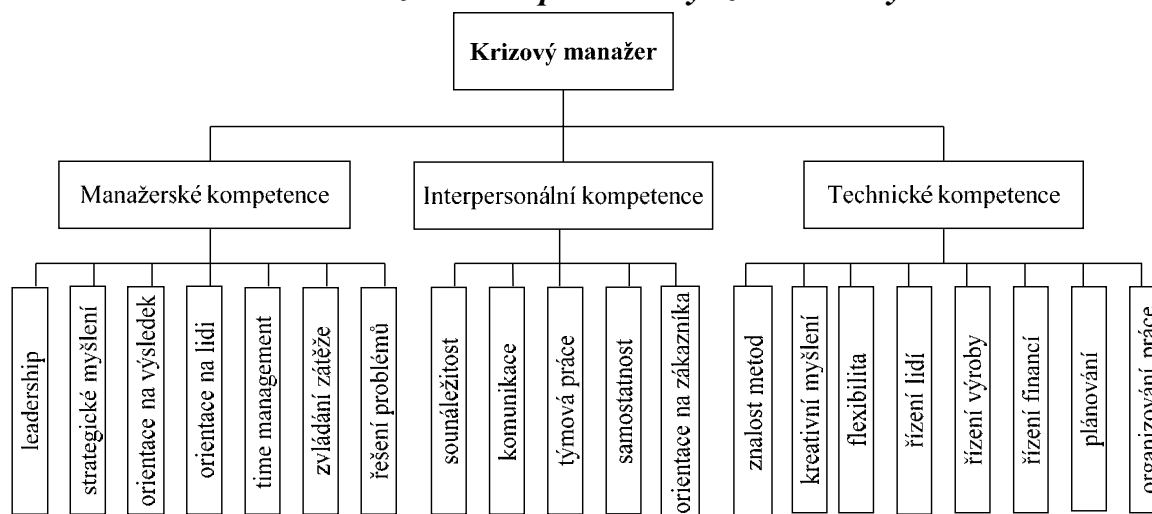 Krizový manažer
Manažerské kompetence
Interpersonální kompetence
Technické kompetence
leadership
strategické myšlení
orientace na výsledek
orientace na lidi
time management
zvládání zátěže
řešení problémů
sounáležitost
komunikace
týmová práce
samostatnost
orientace na zákazníka
znalost metod
kreativní myšlení
flexibilita
řízení lidí
řízení výroby
řízení financí
plánování
organizování práce